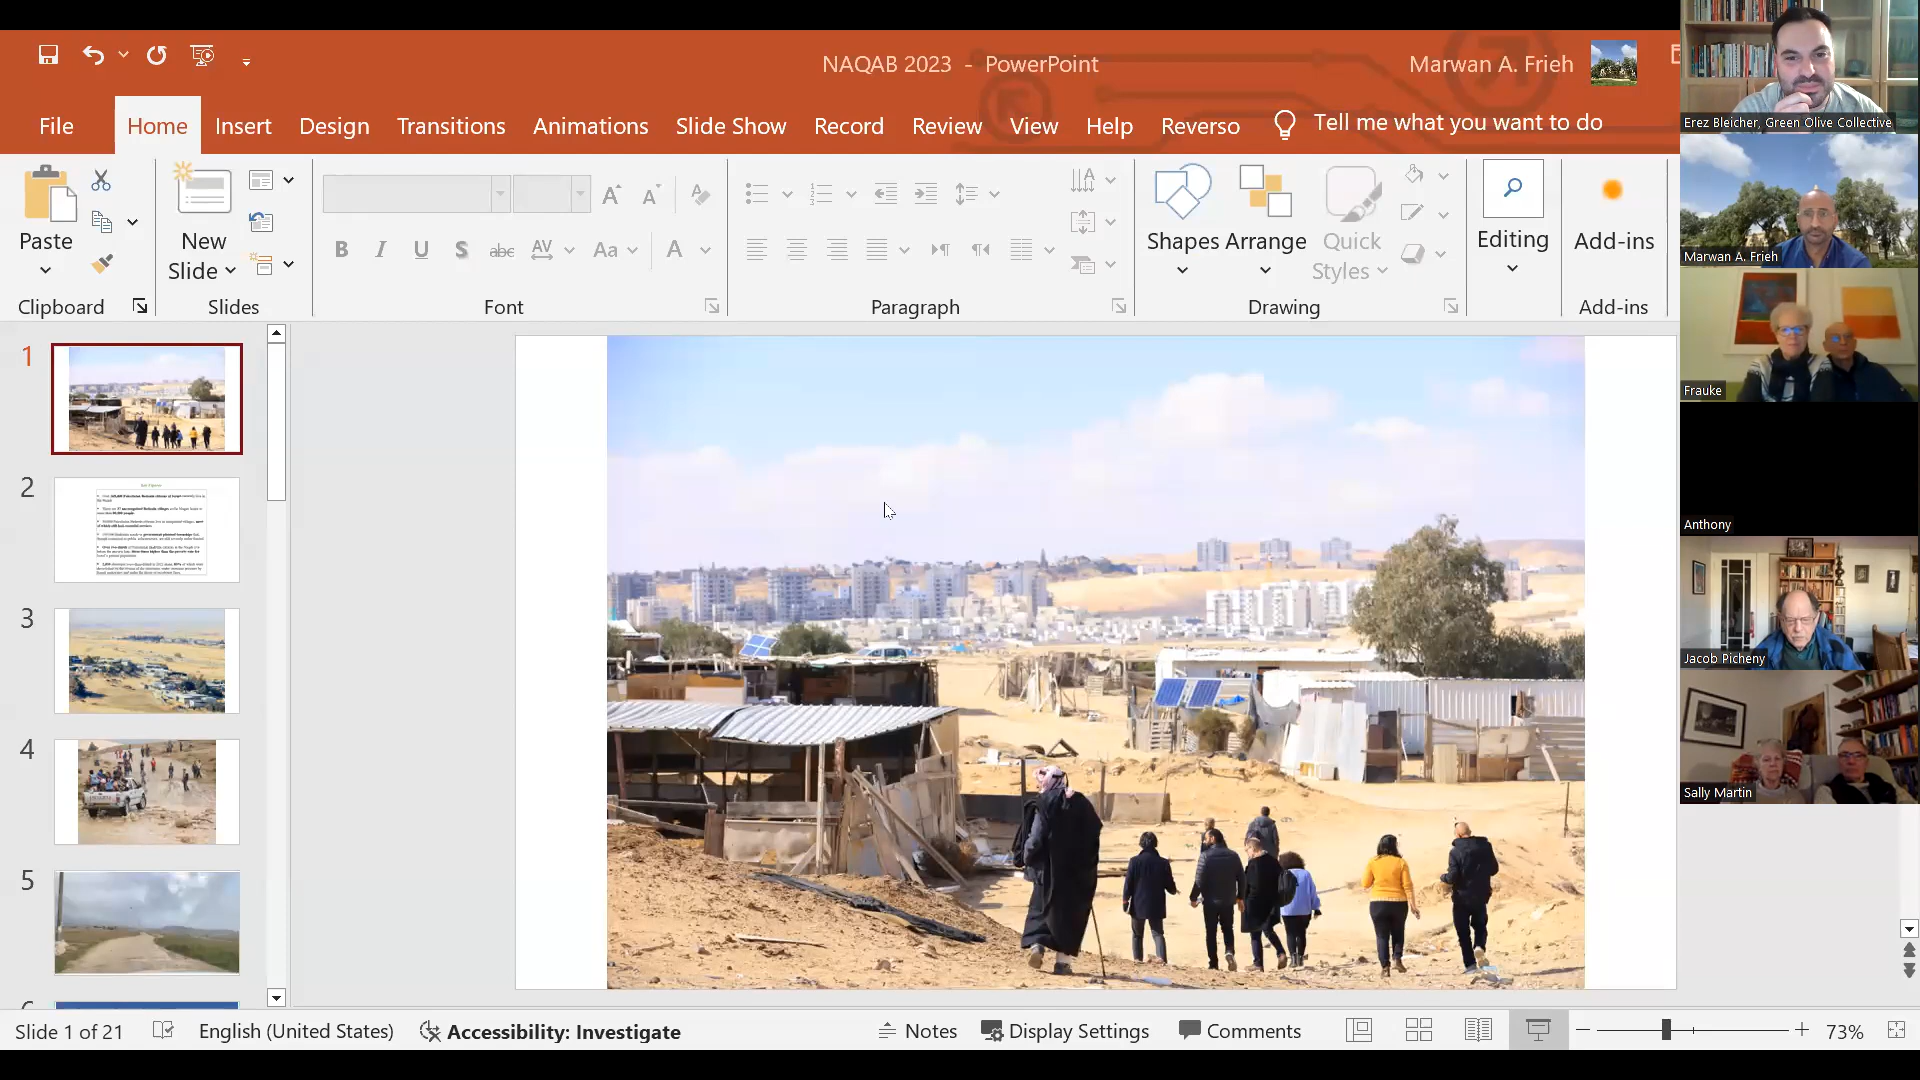 NAQAB 2023 - PowerPoint
Marwan A. Frieh
File
Home
Insert
Design
Transitions
Animations
Slide Show
Record
Review
View
Help
Reverso
Tell me what you want to do
Paste
New
Slide
B I U S abc AV Aa A
A A A
Shapes
Arrange
Quick
Styles
Editing
Add-ins
Clipboard
Slides
Font
Paragraph
Drawing
Add-ins
1
2
3
4
5
Erez Bleicher, Green Olive Collective
Marwan A. Frieh
Frauke
Anthony
Jacob Picheny
Sally Martin
Slide 1 of 21
English (United States)
Accessibility: Investigate
Notes
Display Settings
Comments
73%